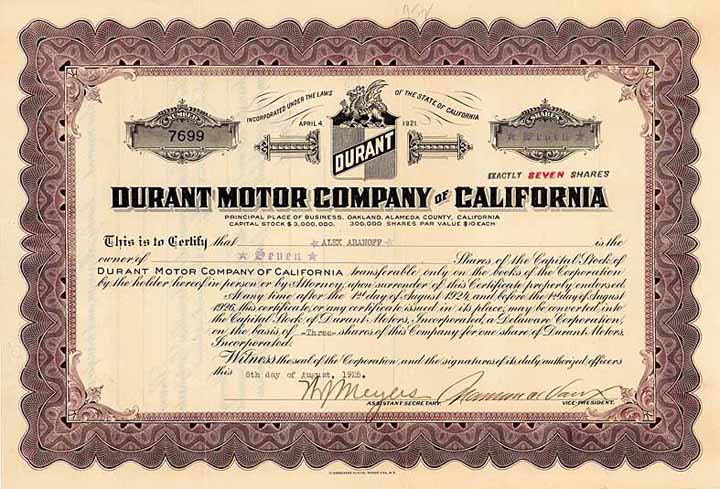 INCORPORATED UNDER THE LAWS OF THE STATE OF CALIFORNIA
APRIL 4, 1921.
NUMBER
7699
DURANT
SHARES
Seven
EXACTLY SEVEN SHARES
DURANT MOTOR COMPANY of CALIFORNIA
PRINCIPAL PLACE OF BUSINESS, OAKLAND, ALAMEDA COUNTY, CALIFORNIA
CAPITAL STOCK $3,000,000. 300,000 SHARES PAR VALUE $10 EACH
This is to Certify that ALEX ARANOFF is the
owner of Seven Shares of the Capital Stock of
DURANT MOTOR COMPANY OF CALIFORNIA transferable only on the books of the Corporation
by the holder hereof in person or by Attorney, upon surrender of this Certificate properly endorsed.
At any time after the 1st day of August 1924, and before the 1st day of August
1926, this certificate, or any certificate issued in its place, may be converted into
the Capital Stock of Durant Motors, Incorporated, a Delaware Corporation,
on the basis of -Three- shares of this Company for one share of Durant Motors,
Incorporated.
Witness the seal of the Corporation, and the signatures of its duly authorized officers
this 8th day of August, 1925.
Meyers
ASSISTANT SECRETARY. VICE-PRESIDENT.